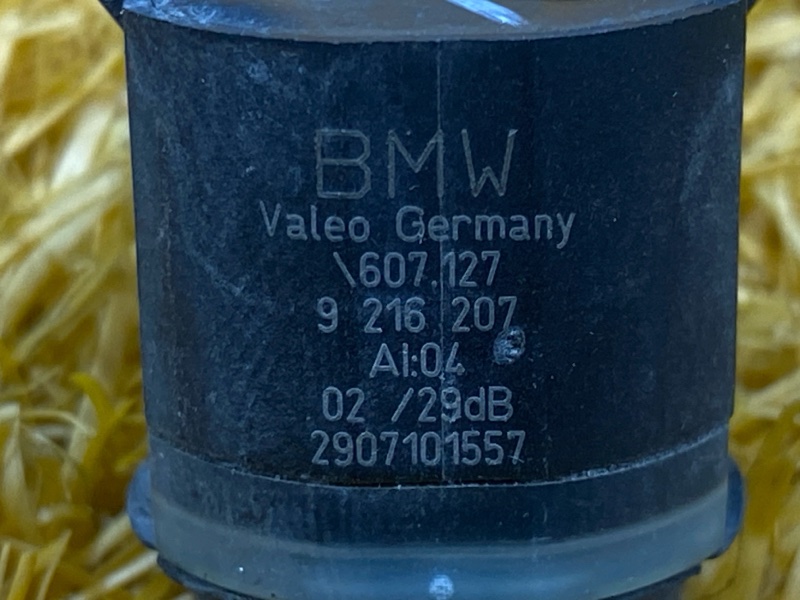 BMW
Valeo Germany
\607.127
9 216 207
AI:04
02 /29dB
2907101557